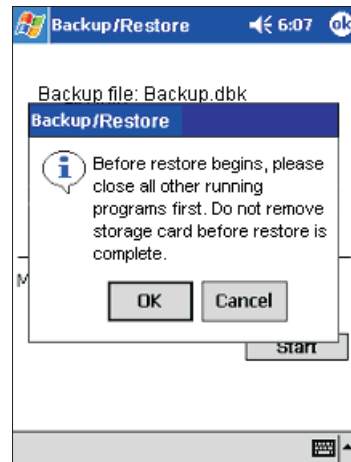 Backup/Restore 6:07 ok
Backup file: Backup.dbk
Backup/Restore
Before restore begins, please
close all other running
programs first. Do not remove
storage card before restore is
complete.
M
OK Cancel
Start